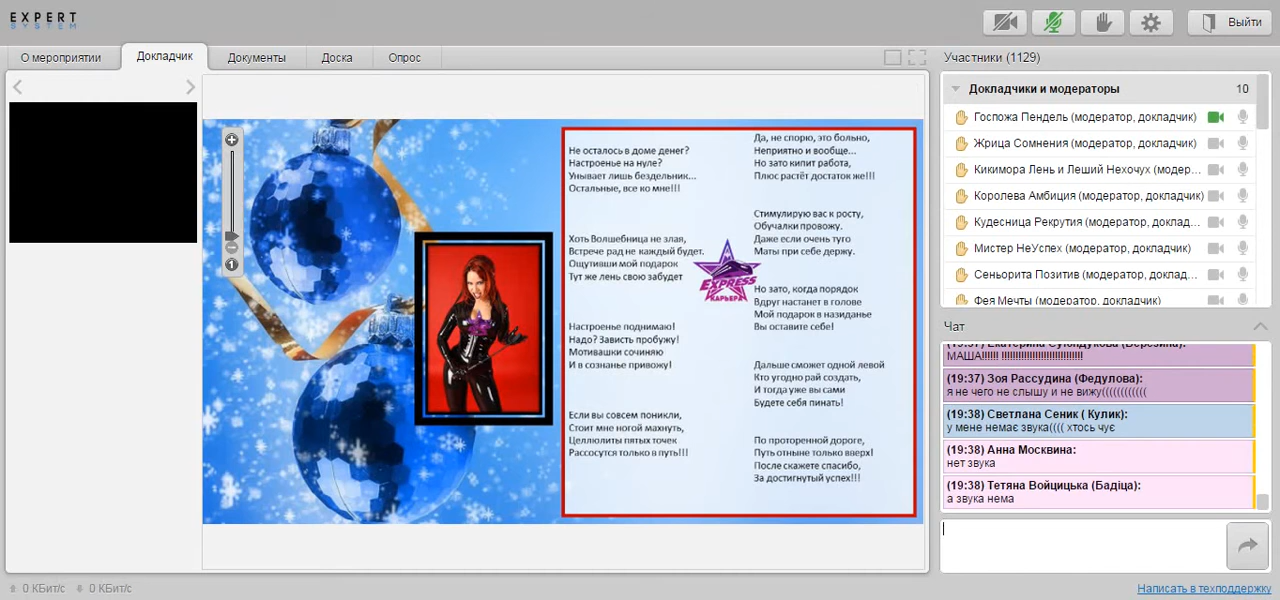 EXPERT
SYSTEM
Выйти
О мероприятии
Докладчик
Документы
Доска
Опрос
Участники (1129)
Докладчики и модераторы
10
Госпожа Пендель (модератор, докладчик)
Жрица Сомнения (модератор, докладчик)
Кикимора Лень и Леший Нехочух (модер...
Королева Амбиция (модератор, докладчик)
Кудесница Рекрутия (модератор, доклад...
Мистер НеУспех (модератор, докладчик)
Сеньорита Позитив (модератор, доклад...
Фея Мечты (модератор, докладчик)
Не осталось в доме денег?
Настроенье на нуле?
Унывает лишь бездельник...
Остальные, все ко мне!!!
Хоть Волшебница не злая,
Встрече рад не каждый будет.
Ощутивши мой подарок
Тут же лень свою забудет
Настроенье поднимаю!
Надо? Зависть пробужу!
Мотивашки сочиняю
И в сознанье привожу!
Если вы совсем поникли,
Стоит мне ногой махнуть,
Целлюлиты пятых точек
Рассосутся только в путь!!!
Да, не спорю, это больно,
Неприятно и вообще...
Но зато кипит работа,
Плюс растёт достаток же!!!
Стимулирую вас к росту,
Обучалки провожу.
Даже если очень туго
Маты при себе держу.
Но зато, когда порядок
Вдруг настанет в голове
Мой подарок в назиданье
Вы оставите себе!
Дальше сможет одной левой
Кто угодно рай создать,
И тогда уже вы сами
Будете себя пинать!
По проторенной дороге,
Путь отныне только вверх!
После скажете спасибо,
За достигнутый успех!!!
EXPRESS
КАРЬЕРА
Чат
МАША!!!!!! !!!!!!!!!!!!!!!!!!!!!!!!!!!!
(19:37) Зоя Рассудина (Федулова):
я не чего не слышу и не вижу((((((((((((
(19:38) Светлана Сеник ( Кулик):
у мене немає звука(((( хтось чує
(19:38) Анна Москвина:
нет звука
(19:38) Тетяна Войцицька (Бадіца):
а звука нема
0 КБит/с
0 КБит/с
Написать в техподдержку